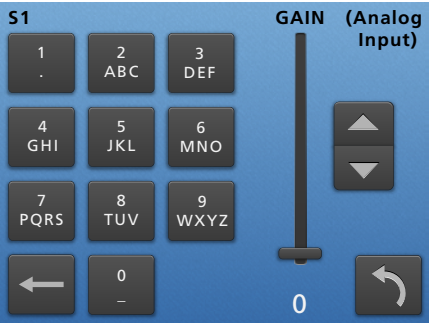 S1
GAIN
(Analog
Input)
1
.
2
ABC
3
DEF
4
GHI
5
JKL
6
MNO
7
PQRS
8
TUV
9
WXYZ
0
_
0